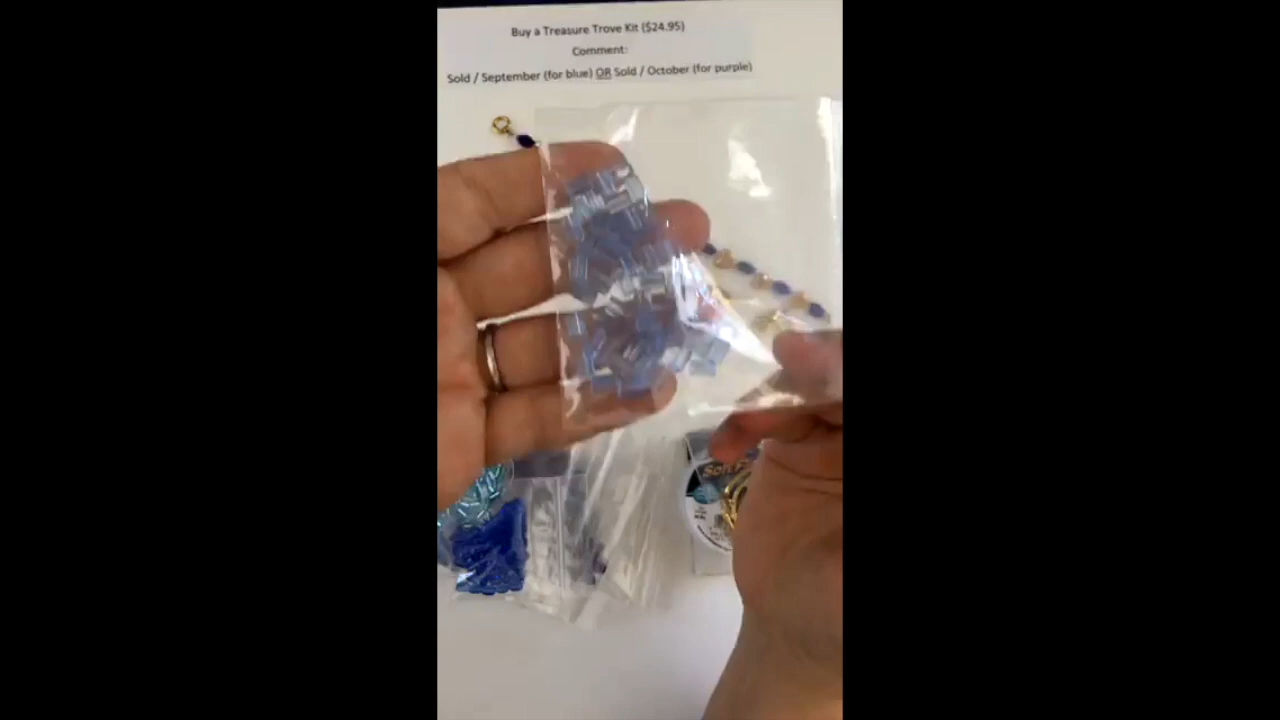 Buy a Treasure Trove Kit ($24.95)
Comment:
Sold / September (for blue) OR Sold / October (for purple)